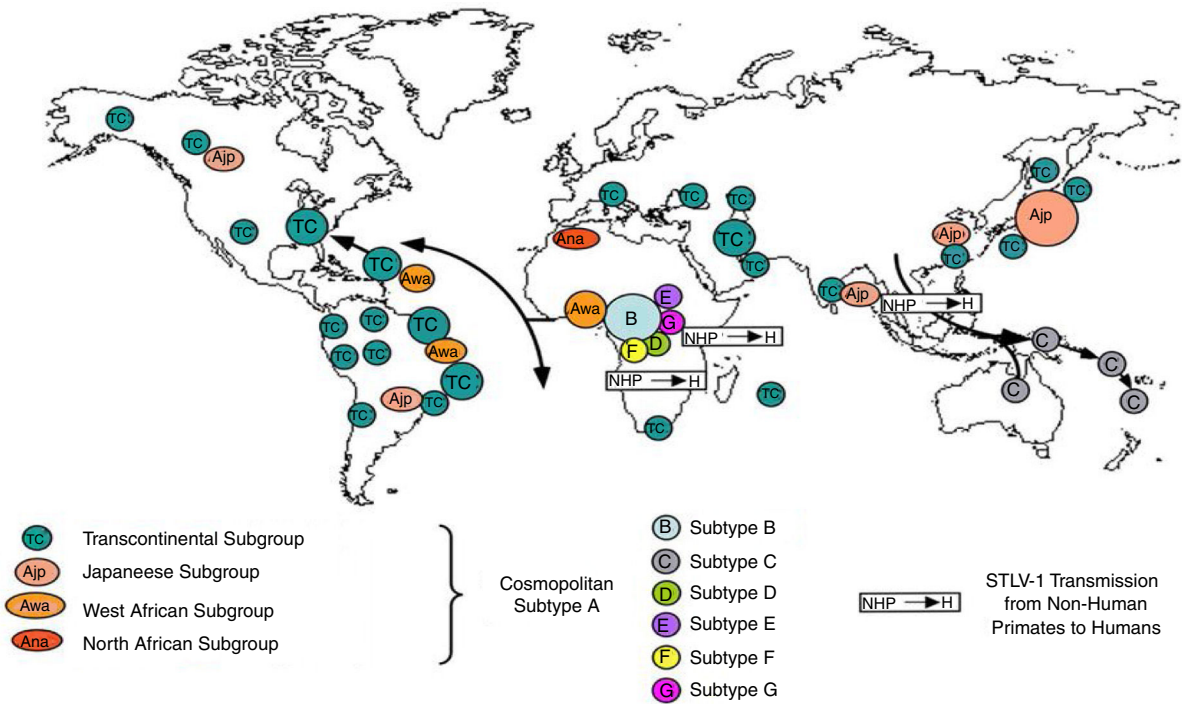 TC
TC
Ajp
TC
TC
TC
Awa
TC
TC
TC
TC
TC
Awa
TC
Ajp
TC
TC
TC
TC
TC
Ana
TC
TC
Awa
B
E
G
D
F
NHP → H
NHP → H
TC
TC
TC
TC
Ajp
Ajp
TC
TC
TC
Ajp
NHP → H
C
C
C
C
TC Transcontinental Subgroup
Ajp Japaneese Subgroup
Awa West African Subgroup
Ana North African Subgroup
Cosmopolitan
Subtype A
B Subtype B
C Subtype C
D Subtype D
E Subtype E
F Subtype F
G Subtype G
NHP → H
STLV-1 Transmission
from Non-Human
Primates to Humans